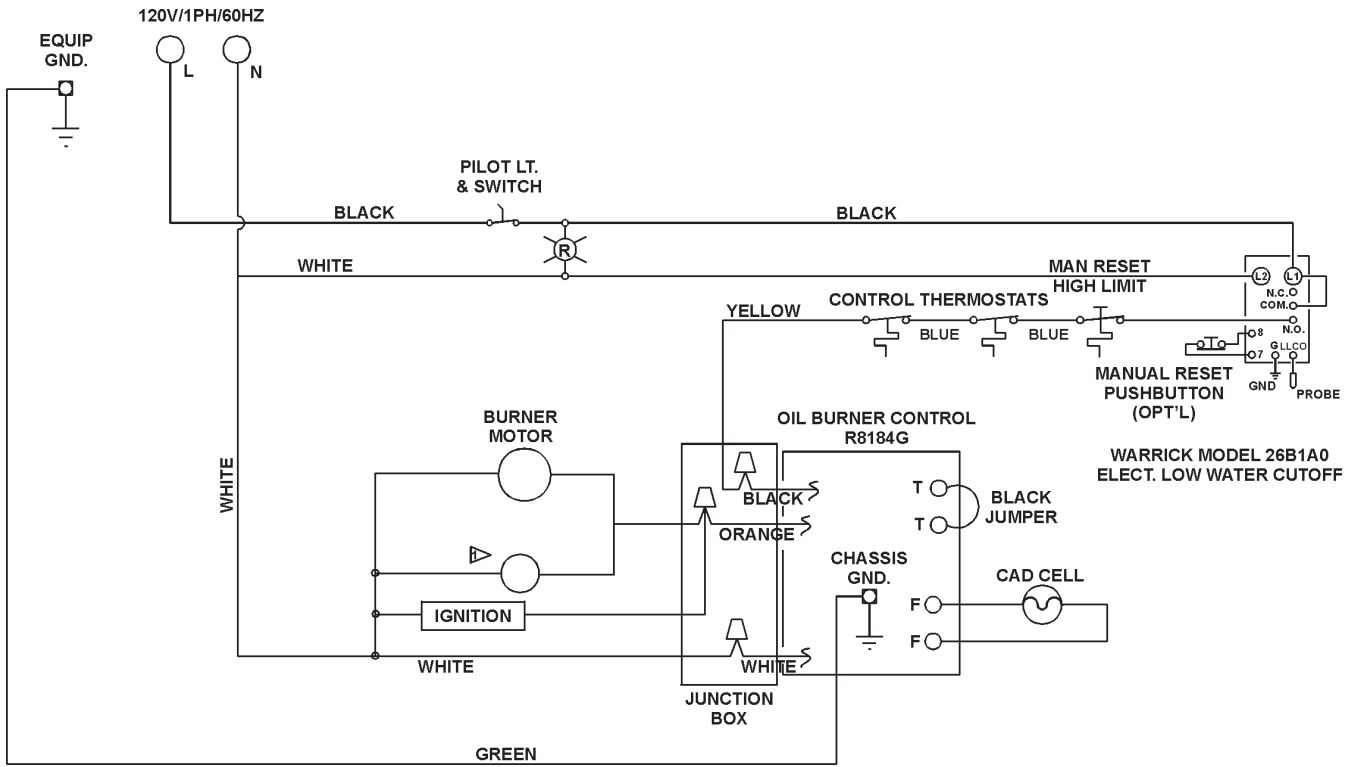 120V/1PH/60HZ
EQUIP
GND.
L
N
PILOT LT.
& SWITCH
BLACK
BLACK
R
WHITE
MAN RESET
HIGH LIMIT
L2
L1
N.C.
COM.
N.O.
CONTROL THERMOSTATS
YELLOW
BLUE
BLUE
8
7
G LLCO
GND
PROBE
MANUAL RESET
PUSHBUTTON
(OPT'L)
WARRICK MODEL 26B1A0
ELECT. LOW WATER CUTOFF
BURNER
MOTOR
OIL BURNER CONTROL
R8184G
WHITE
BLACK
ORANGE
T
T
BLACK
JUMPER
1
CHASSIS
GND.
CAD CELL
IGNITION
F
F
WHITE
WHITE
JUNCTION
BOX
GREEN